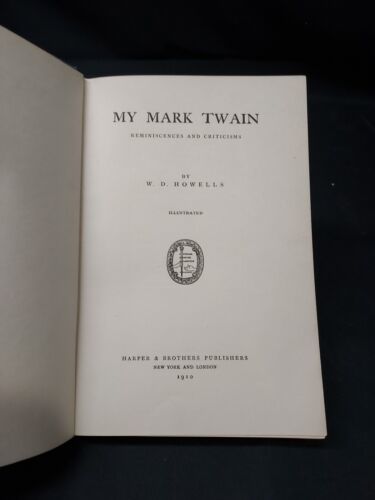 MY MARK TWAIN
REMINISCENCES AND CRITICISMS
BY
W. D. HOWELLS
ILLUSTRATED
HARPER & BROTHERS PUBLISHERS
NEW YORK AND LONDON
1910